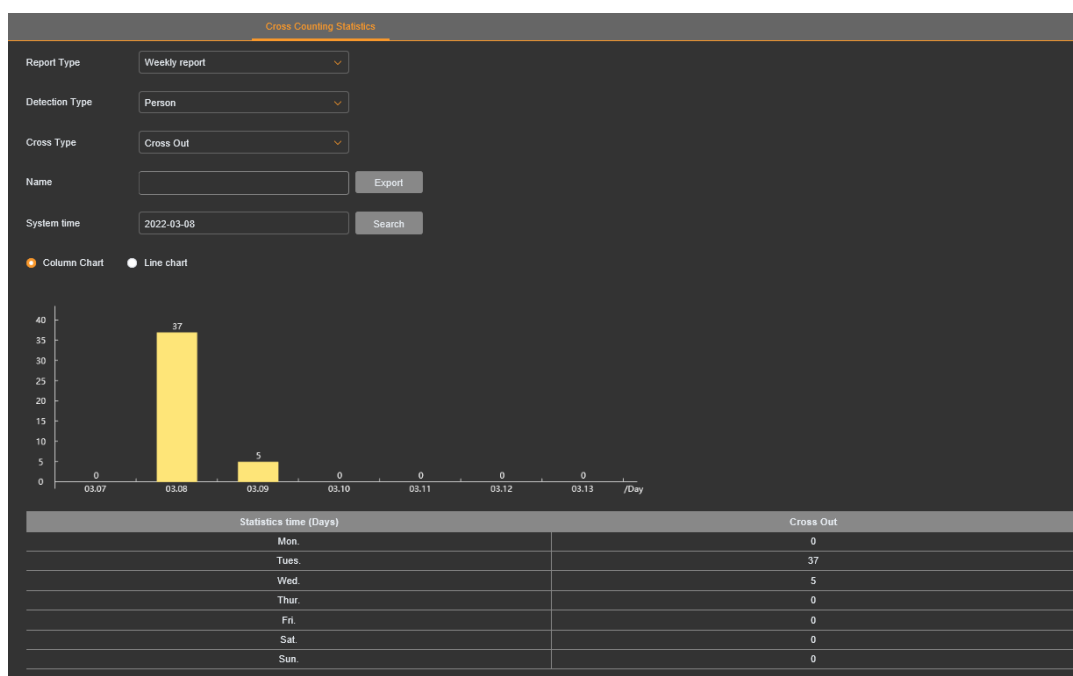 Cross Counting Statistics
Report Type Weekly report
Detection Type Person
Cross Type Cross Out
Name Export
System time 2022-03-08 Search
Column Chart Line chart
40
35
30
25
20
15
10
5
0
0 37 5 0 0 0 0
03.07 03.08 03.09 03.10 03.11 03.12 03.13 /Day
Statistics time (Days) Cross Out
Mon. 0
Tues. 37
Wed. 5
Thur. 0
Fri. 0
Sat. 0
Sun. 0